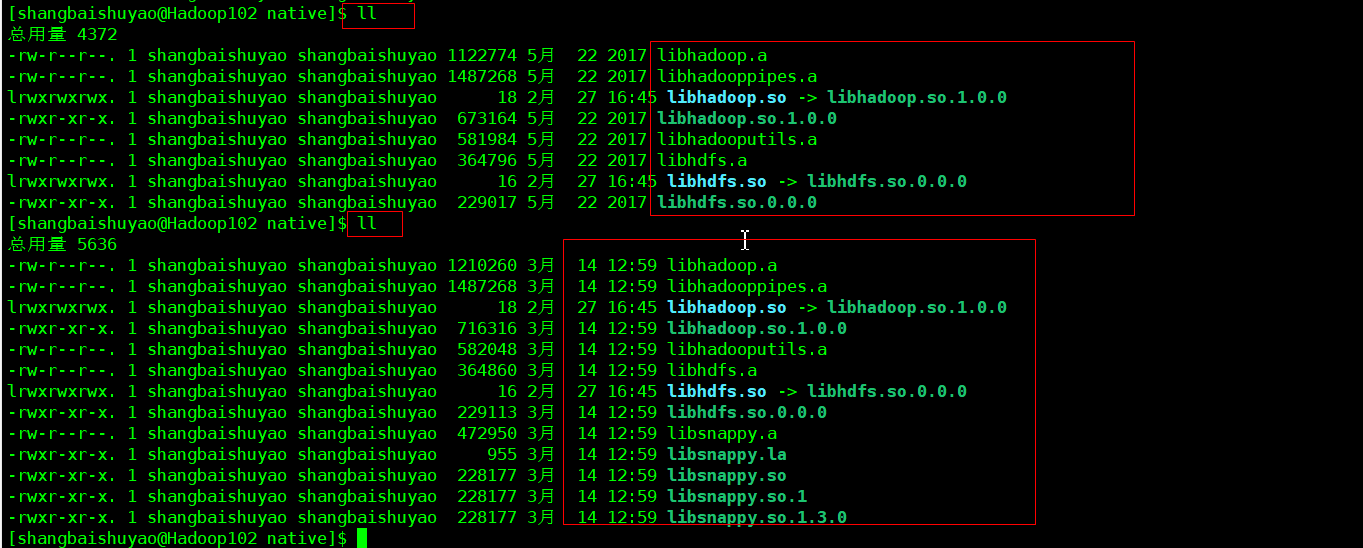 [shangbaishuyao@Hadoop102 native]$ ll
总用量 4372
-rw-r--r--. 1 shangbaishuyao shangbaishuyao 1122774 5月  22 2017 libhadoop.a
-rw-r--r--. 1 shangbaishuyao shangbaishuyao 1487268 5月  22 2017 libhadooppipes.a
lrwxrwxrwx. 1 shangbaishuyao shangbaishuyao      18 2月  27 16:45 libhadoop.so -> libhadoop.so.1.0.0
-rwxr-xr-x. 1 shangbaishuyao shangbaishuyao  673164 5月  22 2017 libhadoop.so.1.0.0
-rw-r--r--. 1 shangbaishuyao shangbaishuyao  581984 5月  22 2017 libhadooputils.a
-rw-r--r--. 1 shangbaishuyao shangbaishuyao  364796 5月  22 2017 libhdfs.a
lrwxrwxrwx. 1 shangbaishuyao shangbaishuyao      16 2月  27 16:45 libhdfs.so -> libhdfs.so.0.0.0
-rwxr-xr-x. 1 shangbaishuyao shangbaishuyao  229017 5月  22 2017 libhdfs.so.0.0.0
[shangbaishuyao@Hadoop102 native]$ ll
总用量 5636
-rw-r--r--. 1 shangbaishuyao shangbaishuyao 1210260 3月  14 12:59 libhadoop.a
-rw-r--r--. 1 shangbaishuyao shangbaishuyao 1487268 3月  14 12:59 libhadooppipes.a
lrwxrwxrwx. 1 shangbaishuyao shangbaishuyao      18 2月  27 16:45 libhadoop.so -> libhadoop.so.1.0.0
-rwxr-xr-x. 1 shangbaishuyao shangbaishuyao  716316 3月  14 12:59 libhadoop.so.1.0.0
-rw-r--r--. 1 shangbaishuyao shangbaishuyao  582048 3月  14 12:59 libhadooputils.a
-rw-r--r--. 1 shangbaishuyao shangbaishuyao  364860 3月  14 12:59 libhdfs.a
lrwxrwxrwx. 1 shangbaishuyao shangbaishuyao      16 2月  27 16:45 libhdfs.so -> libhdfs.so.0.0.0
-rwxr-xr-x. 1 shangbaishuyao shangbaishuyao  229113 3月  14 12:59 libhdfs.so.0.0.0
-rw-r--r--. 1 shangbaishuyao shangbaishuyao  472950 3月  14 12:59 libsnappy.a
-rwxr-xr-x. 1 shangbaishuyao shangbaishuyao     955 3月  14 12:59 libsnappy.la
-rwxr-xr-x. 1 shangbaishuyao shangbaishuyao  228177 3月  14 12:59 libsnappy.so
-rwxr-xr-x. 1 shangbaishuyao shangbaishuyao  228177 3月  14 12:59 libsnappy.so.1
-rwxr-xr-x. 1 shangbaishuyao shangbaishuyao  228177 3月  14 12:59 libsnappy.so.1.3.0
[shangbaishuyao@Hadoop102 native]$